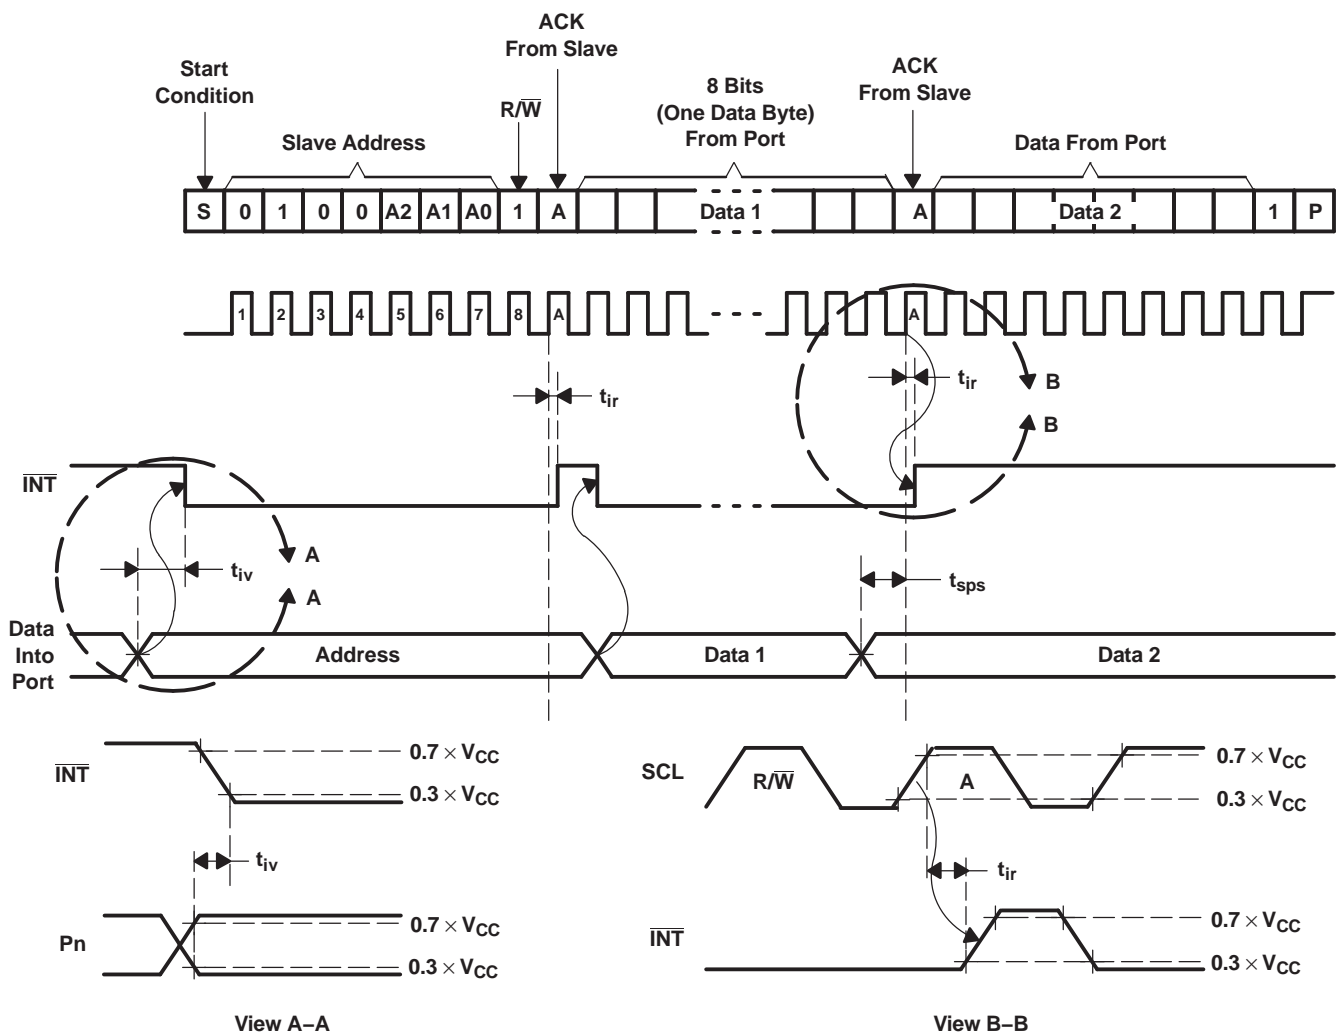 ACK
From Slave
Start
Condition
R/W
ACK
From Slave
8 Bits
(One Data Byte)
From Port
Slave Address
Data From Port
S 0 1 0 0 A2 A1 A0 1 A Data 1 A Data 2 1 P
1 2 3 4 5 6 7 8 A A
tir
tir
B
B
INT
A
tiv
A
tsps
Data
Into
Port
Address
Data 1
Data 2
INT
0.7 × VCC
0.3 × VCC
tiv
Pn
0.7 × VCC
0.3 × VCC
View A–A
SCL
R/W
A
0.7 × VCC
0.3 × VCC
tir
INT
0.7 × VCC
0.3 × VCC
View B–B